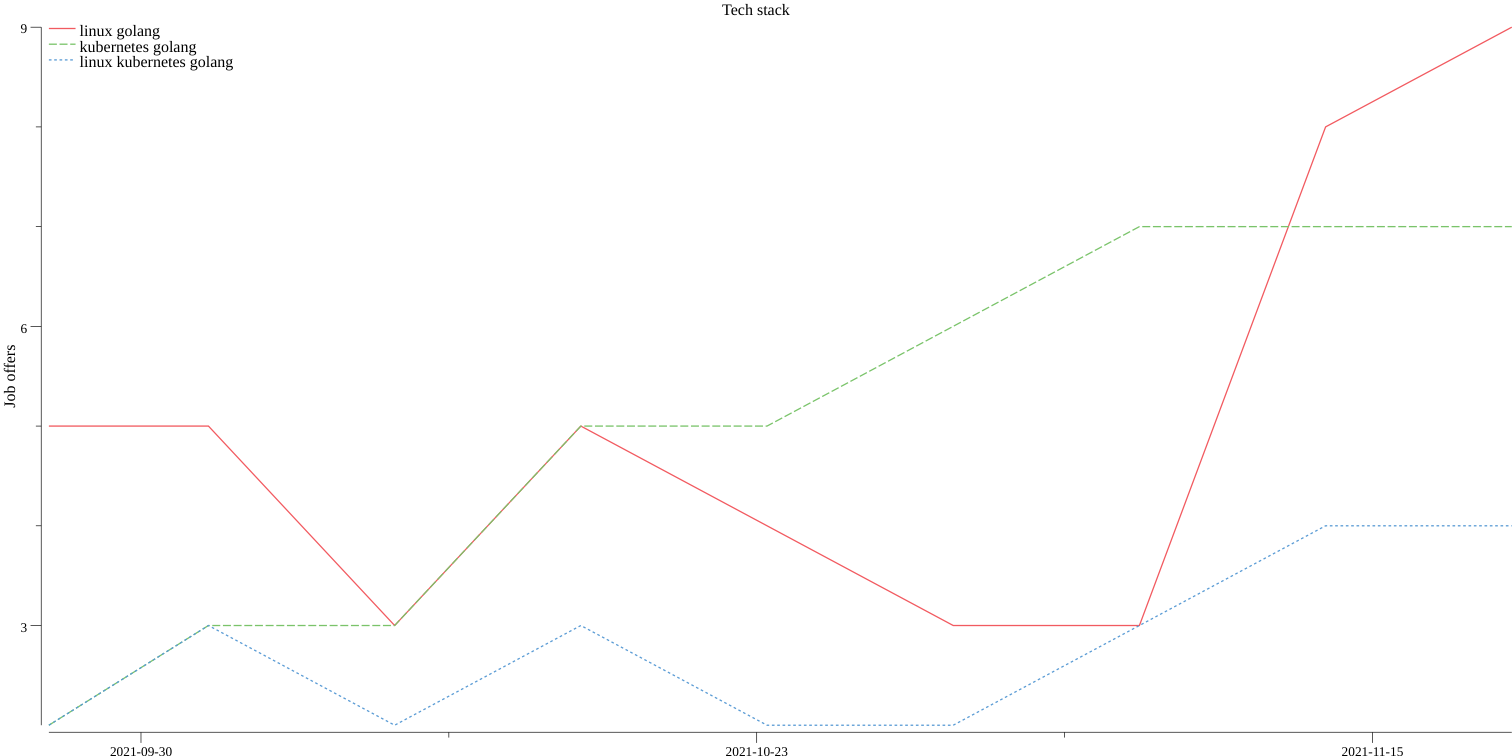 Tech stack
linux golang
kubernetes golang
linux kubernetes golang
9
6
3
Job offers
2021-09-30
2021-10-23
2021-11-15